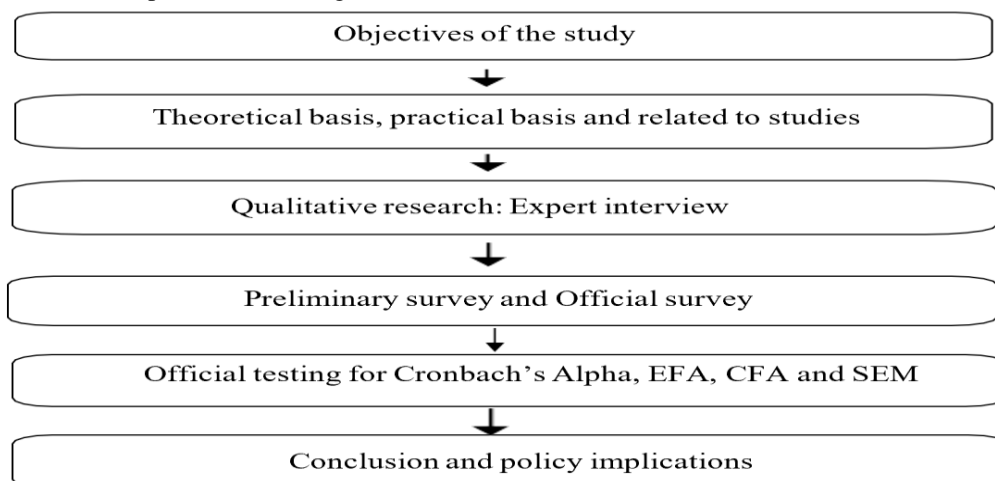 Objectives of the study
Theoretical basis, practical basis and related to studies
Qualitative research: Expert interview
Preliminary survey and Official survey
Official testing for Cronbach's Alpha, EFA, CFA and SEM
Conclusion and policy implications